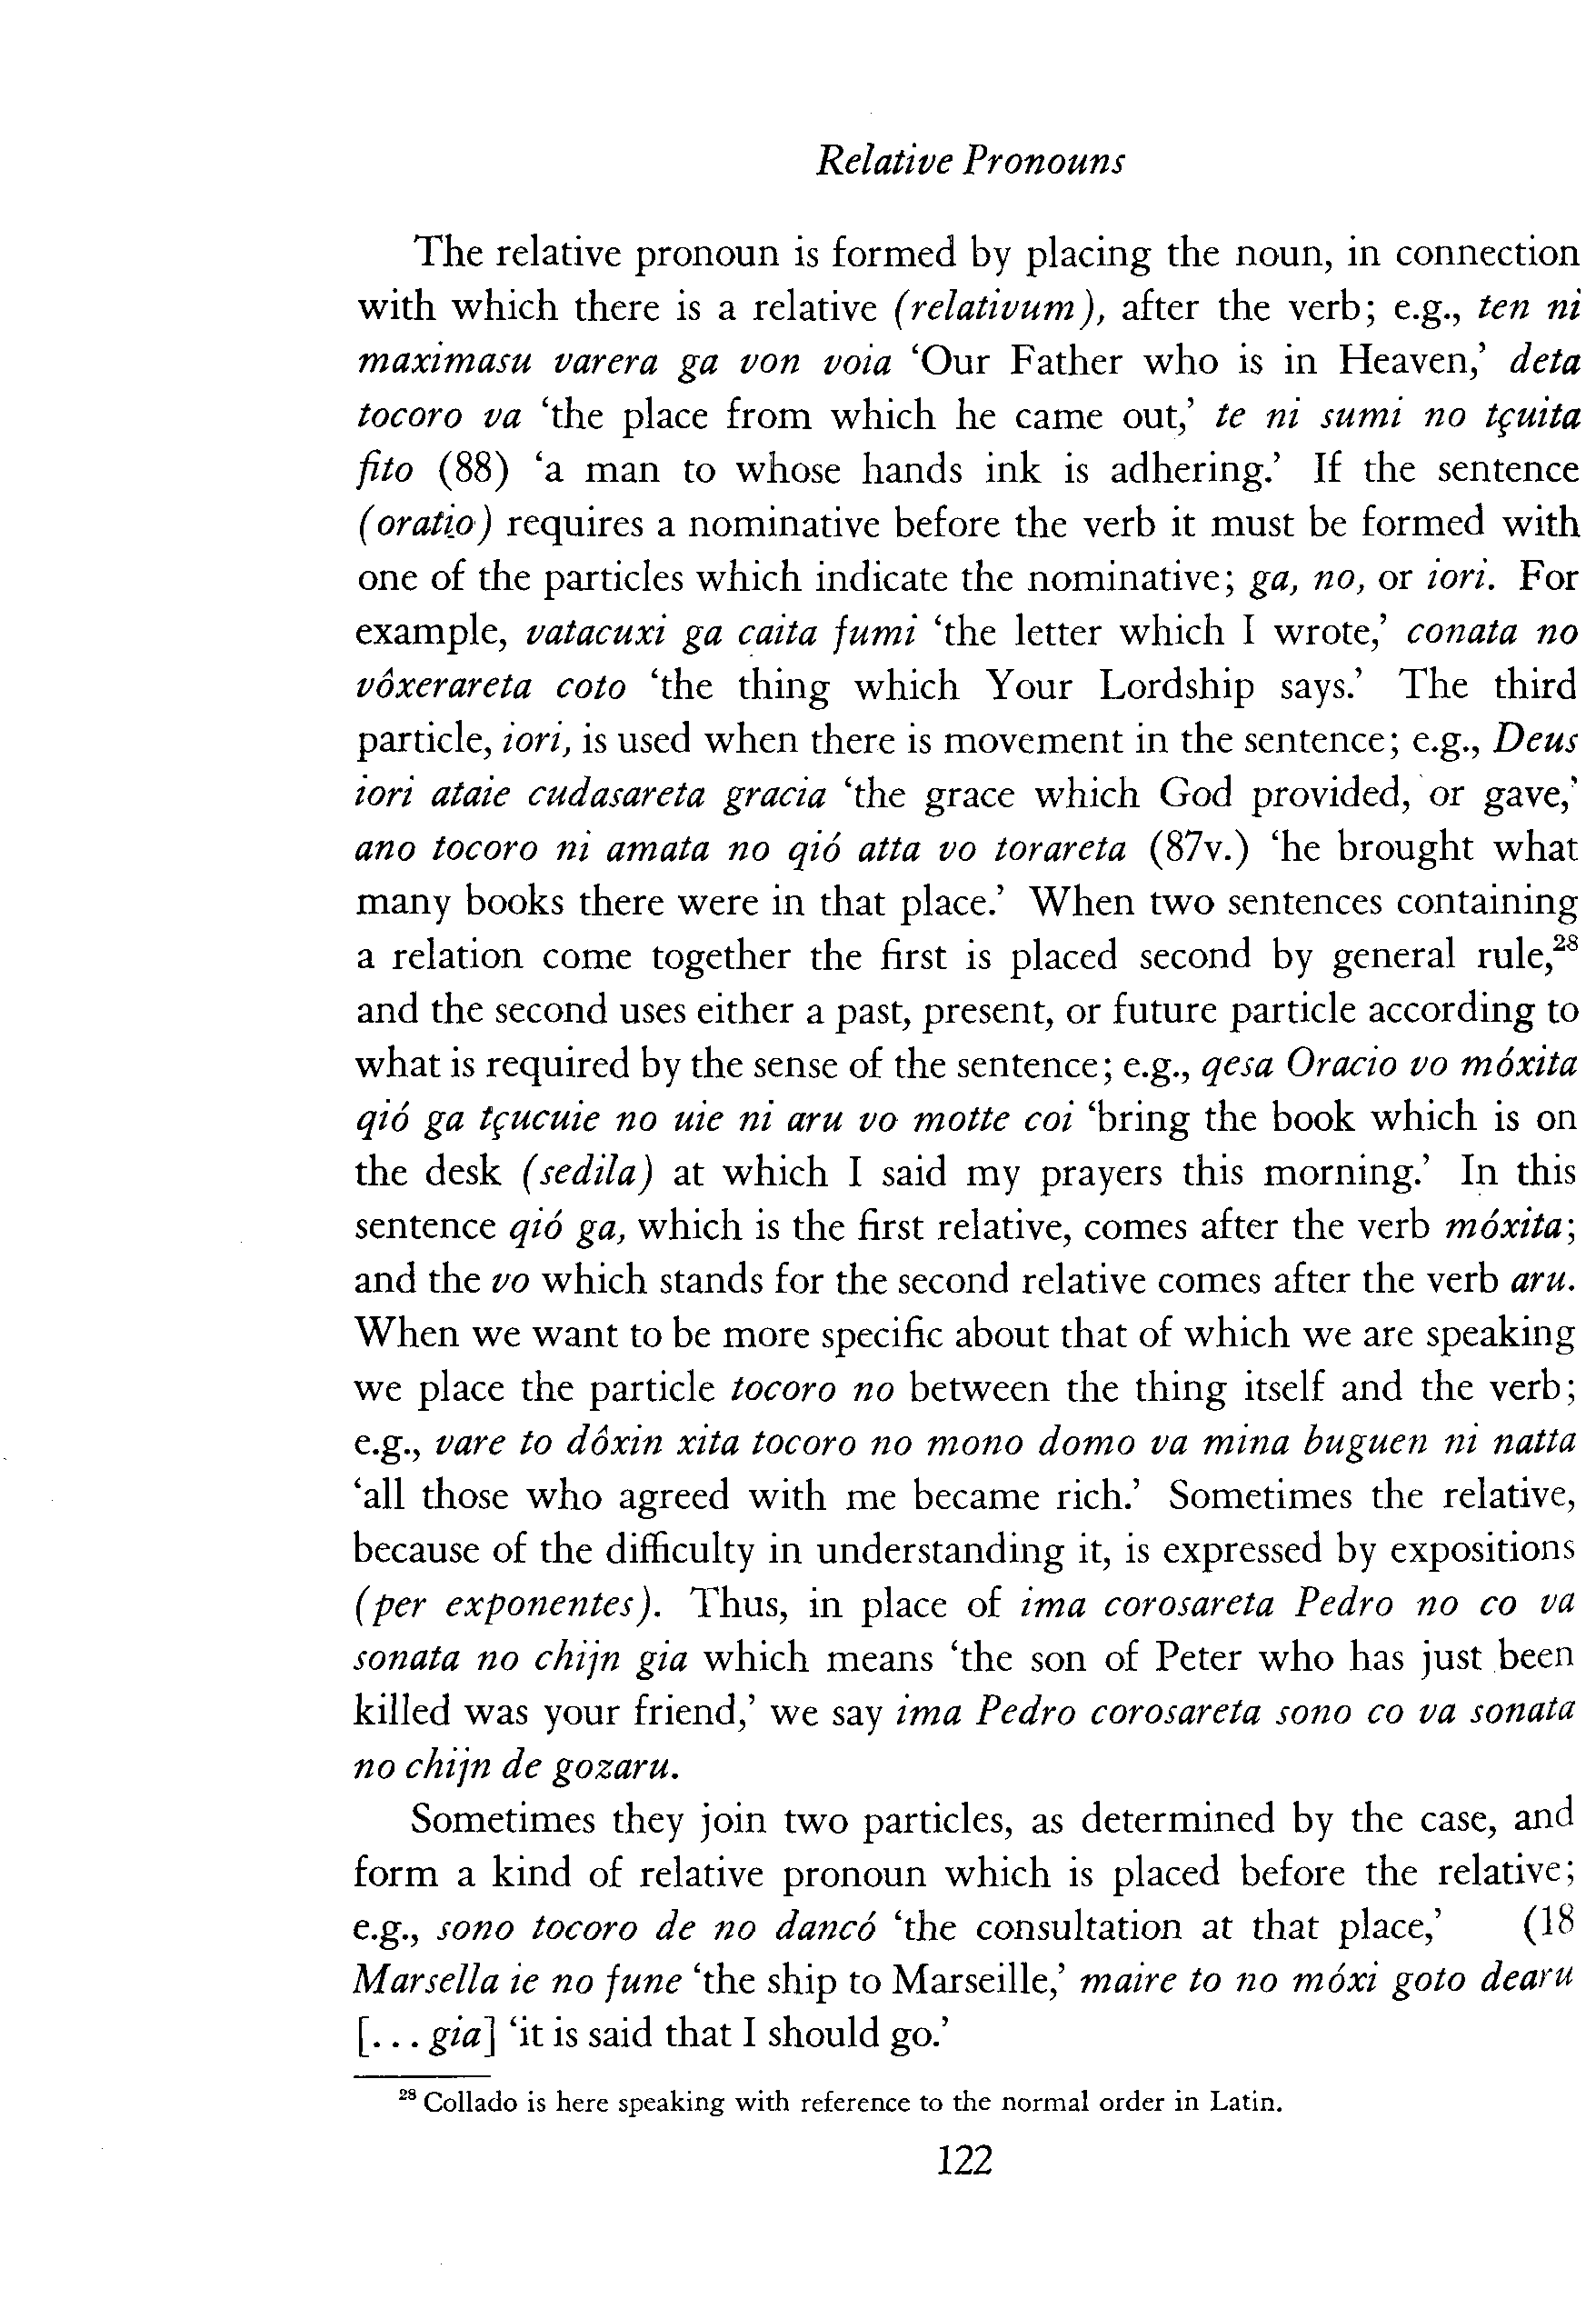 Relative Pronouns
The relative pronoun is formed by placing the noun, in connection
with which there is a relative (relativum), after the verb; e.g., ten ni
maximasu varera ga von voia ‘Our Father who is in Heaven,’ deta
tocoro va ‘the place from which he came out,’ te ni sumi no tçuita
fito (88) ‘a man to whose hands ink is adhering.’ If the sentence
(oratio) requires a nominative before the verb it must be formed with
one of the particles which indicate the nominative; ga, no, or iori. For
example, vatacuxi ga caita fumi ‘the letter which I wrote,’ conata no
vôxerareta coto ‘the thing which Your Lordship says.’ The third
particle, iori, is used when there is movement in the sentence; e.g., Deus
iori ataie cudasareta gracia ‘the grace which God provided, or gave,’
ano tocoro ni amata no qió atta vo torareta (87v.) ‘he brought what
many books there were in that place.’ When two sentences containing
a relation come together the first is placed second by general rule,²⁸
and the second uses either a past, present, or future particle according to
what is required by the sense of the sentence; e.g., qesa Oracio vo móxita
qió ga tçucuie no uie ni aru vo motte coi ‘bring the book which is on
the desk (sedila) at which I said my prayers this morning.’ In this
sentence qió ga, which is the first relative, comes after the verb móxita;
and the vo which stands for the second relative comes after the verb aru.
When we want to be more specific about that of which we are speaking
we place the particle tocoro no between the thing itself and the verb;
e.g., vare to dôxin xita tocoro no mono domo va mina buguen ni natta
‘all those who agreed with me became rich.’ Sometimes the relative,
because of the difficulty in understanding it, is expressed by expositions
(per exponentes). Thus, in place of ima corosareta Pedro no co va
sonata no chijn gia which means ‘the son of Peter who has just been
killed was your friend,’ we say ima Pedro corosareta sono co va sonata
no chijn de gozaru.
Sometimes they join two particles, as determined by the case, and
form a kind of relative pronoun which is placed before the relative;
e.g., sono tocoro de no dancó ‘the consultation at that place,’ (18
Marsella ie no fune ‘the ship to Marseille,’ maire to no móxi goto dearu
[. . . gia] ‘it is said that I should go.’
²⁸ Collado is here speaking with reference to the normal order in Latin.
122